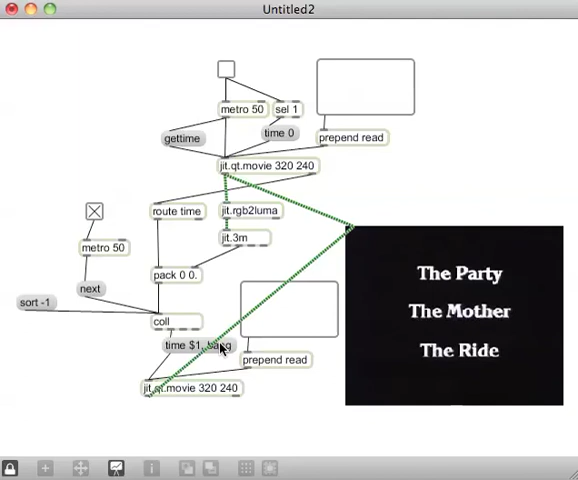 Untitled2
metro 50
sel 1
gettime
time 0
prepend read
jit.qt.movie 320 240
route time
jit.rgb2luma
jit.3m
metro 50
pack 0 0.
next
sort -1
coll
time $1, bang
prepend read
jit.qt.movie 320 240
The Party
The Mother
The Ride